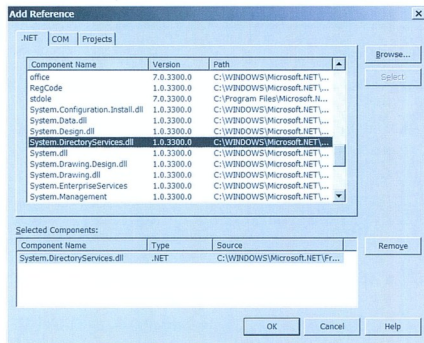 Add Reference
.NET COM Projects
Browse...
Select
Component Name Version Path
office 7.0.3300.0 C:\WINDOWS\Microsoft.NET\...
RegCode 1.0.3300.0 C:\WINDOWS\Microsoft.NET\...
stdole 7.0.3300.0 C:\Program Files\Microsoft.N...
System.Configuration.Install.dll 1.0.3300.0 C:\WINDOWS\Microsoft.NET\...
System.Data.dll 1.0.3300.0 C:\WINDOWS\Microsoft.NET\...
System.Design.dll 1.0.3300.0 C:\WINDOWS\Microsoft.NET\...
System.DirectoryServices.dll 1.0.3300.0 C:\WINDOWS\Microsoft.NET\...
System.dll 1.0.3300.0 C:\WINDOWS\Microsoft.NET\...
System.Drawing.Design.dll 1.0.3300.0 C:\WINDOWS\Microsoft.NET\...
System.Drawing.dll 1.0.3300.0 C:\WINDOWS\Microsoft.NET\...
System.EnterpriseServices 1.0.3300.0 C:\WINDOWS\Microsoft.NET\...
System.Management 1.0.3300.0 C:\WINDOWS\Microsoft.NET\...
Selected Components:
Component Name Type Source
System.DirectoryServices.dll .NET C:\WINDOWS\Microsoft.NET\Fr...
Remove
OK Cancel Help